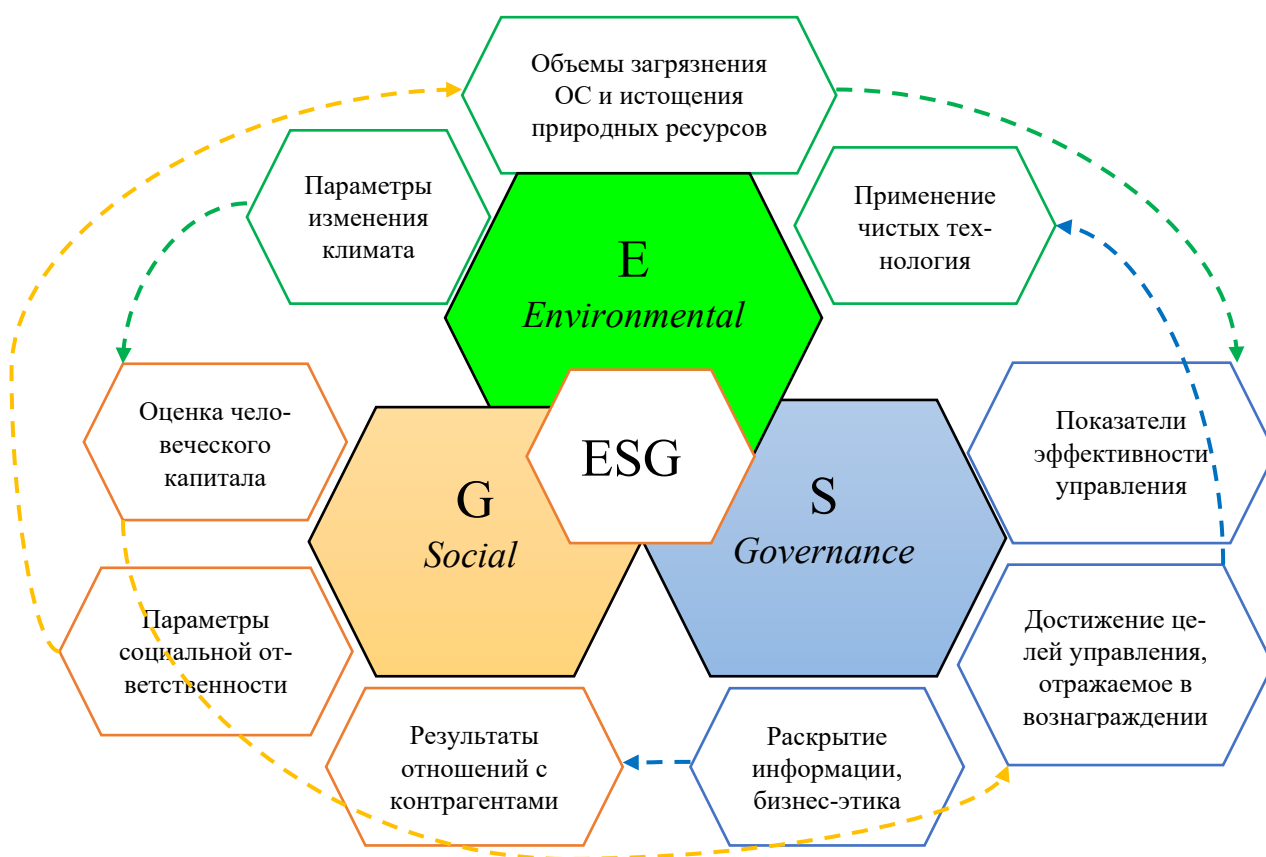 Объемы загрязнения
ОС и истощения
природных ресурсов
Параметры
изменения
климата
Применение
чистых тех-
нология
E
Environmental
Оценка чело-
веческого
капитала
ESG
Показатели
эффективности
управления
G
Social
S
Governance
Параметры
социальной от-
ветственности
Достижение це-
лей управления,
отражаемое в
вознаграждении
Результаты
отношений с
контрагентами
Раскрытие
информации,
бизнес-этика